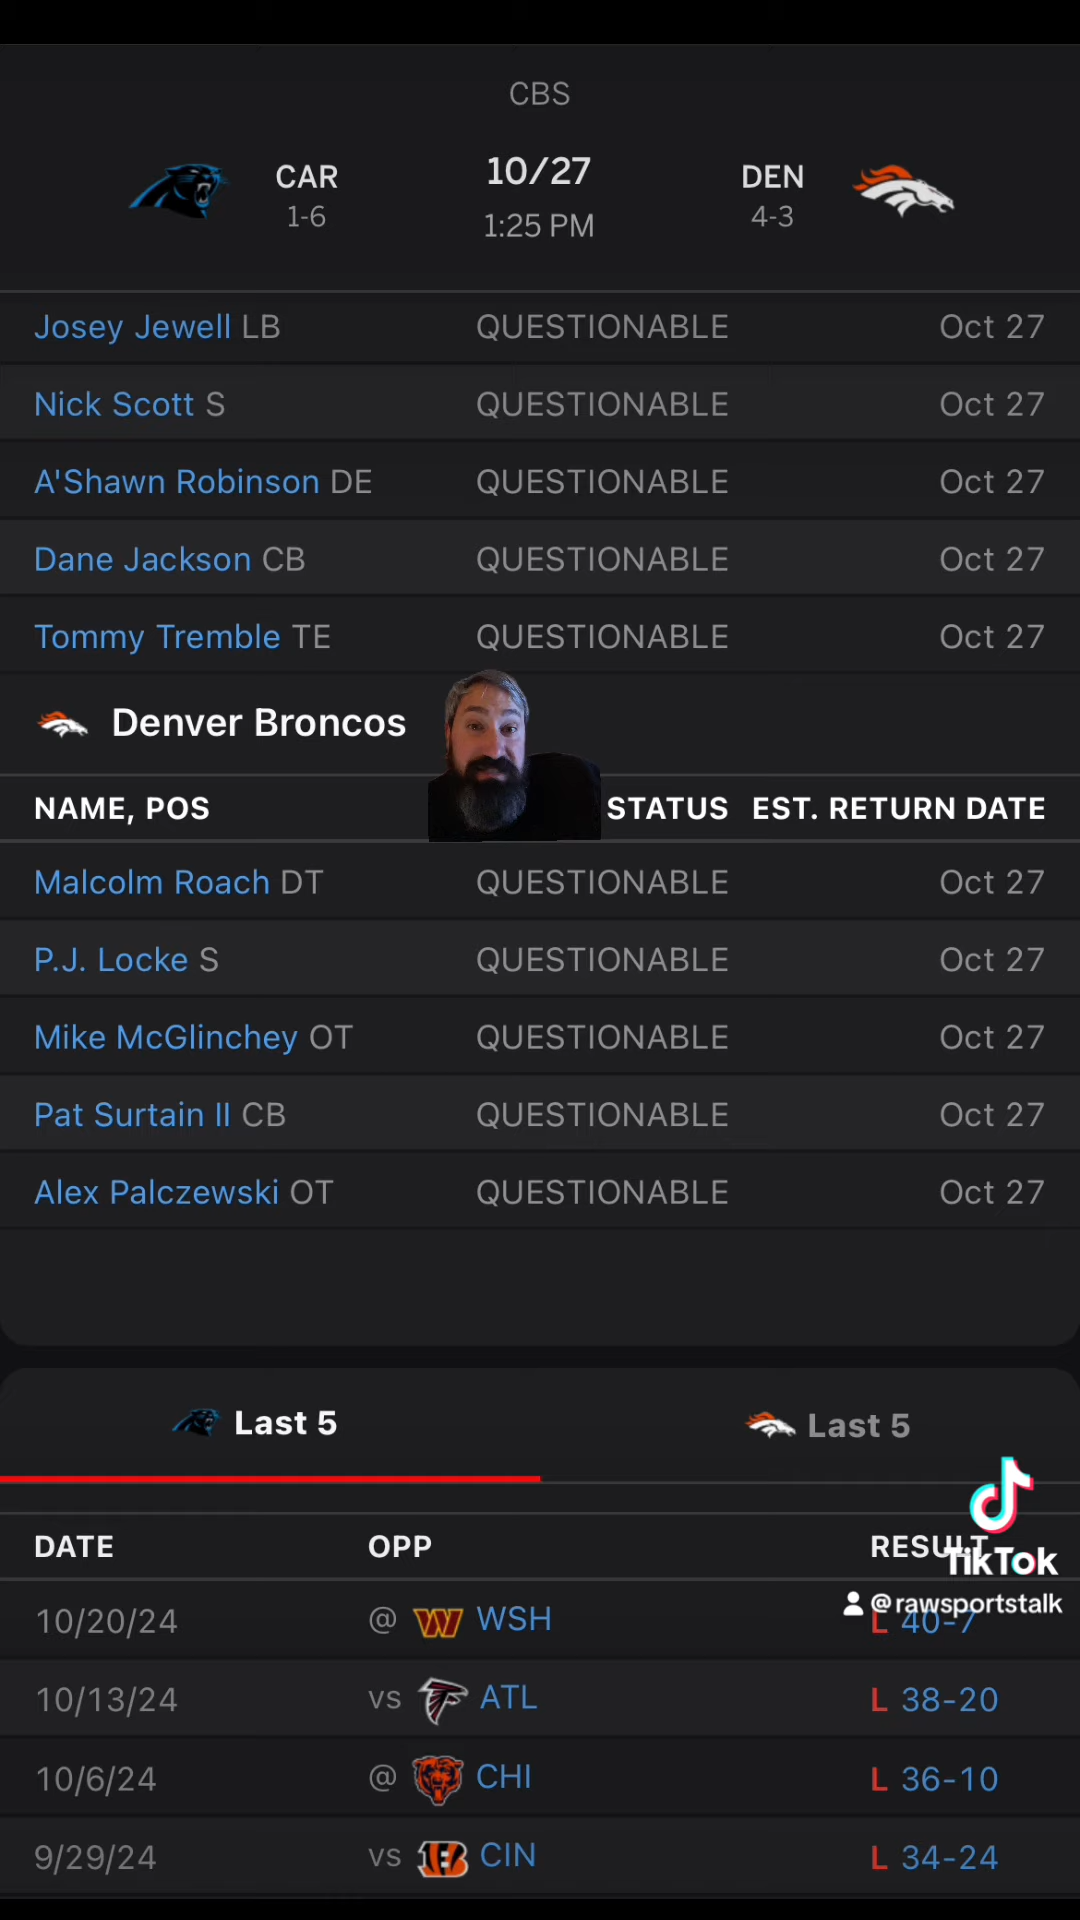 CBS
CAR 10/27 DEN
1-6 1:25 PM 4-3
Josey Jewell LB QUESTIONABLE Oct 27
Nick Scott S QUESTIONABLE Oct 27
A'Shawn Robinson DE QUESTIONABLE Oct 27
Dane Jackson CB QUESTIONABLE Oct 27
Tommy Tremble TE QUESTIONABLE Oct 27
Denver Broncos
NAME, POS STATUS EST. RETURN DATE
Malcolm Roach DT QUESTIONABLE Oct 27
P.J. Locke S QUESTIONABLE Oct 27
Mike McGlinchey OT QUESTIONABLE Oct 27
Pat Surtain II CB QUESTIONABLE Oct 27
Alex Palczewski OT QUESTIONABLE Oct 27
Last 5 Last 5
DATE OPP RESULT
TikTok
@rawsportstalk
10/20/24 @ WSH L 40-7
10/13/24 vs ATL L 38-20
10/6/24 @ CHI L 36-10
9/29/24 vs CIN L 34-24